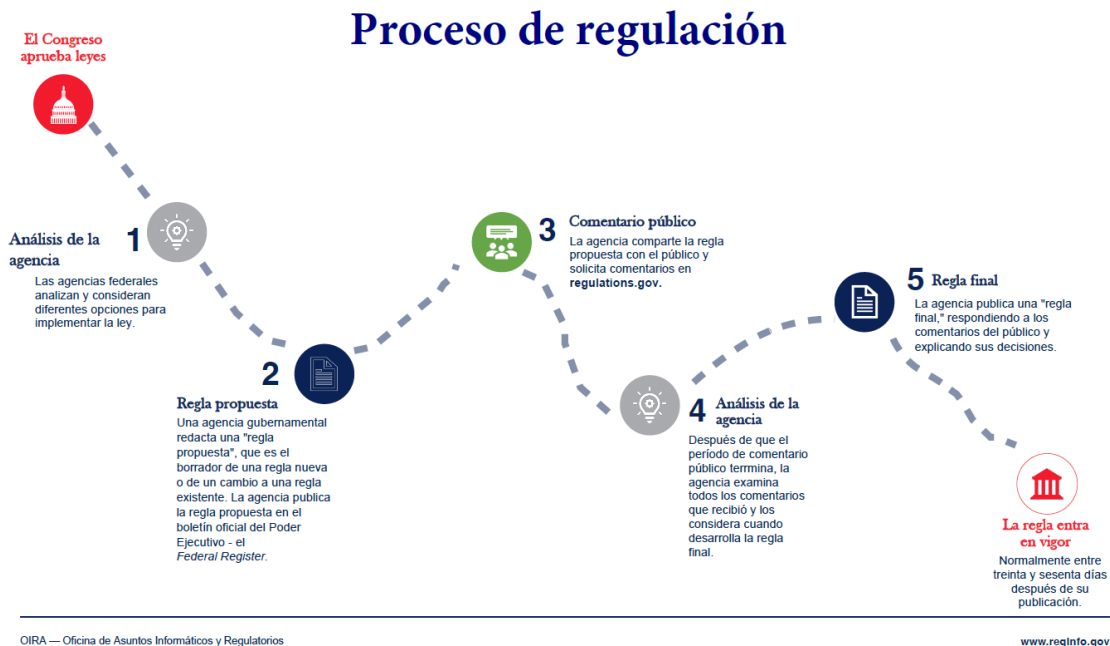 Proceso de regulación
El Congreso
aprueba leyes
1
Análisis de la
agencia
Las agencias federales
analizan y consideran
diferentes opciones para
implementar la ley.
2
Regla propuesta
Una agencia gubernamental
redacta una "regla
propuesta", que es el
borrador de una regla nueva
o de un cambio a una regla
existente. La agencia publica
la regla propuesta en el
boletín oficial del Poder
Ejecutivo - el
Federal Register.
3
Comentario público
La agencia comparte la regla
propuesta con el público y
solicita comentarios en
regulations.gov.
4
Análisis de la
agencia
Después de que el
período de comentario
público termina, la
agencia examina
todos los comentarios
que recibió y los
considera cuando
desarrolla la regla
final.
5
Regla final
La agencia publica una "regla
final," respondiendo a los
comentarios del público y
explicando sus decisiones.
La regla entra
en vigor
Normalmente entre
treinta y sesenta días
después de su
publicación.
OIRA — Oficina de Asuntos Informáticos y Regulatorios
www.reginfo.gov